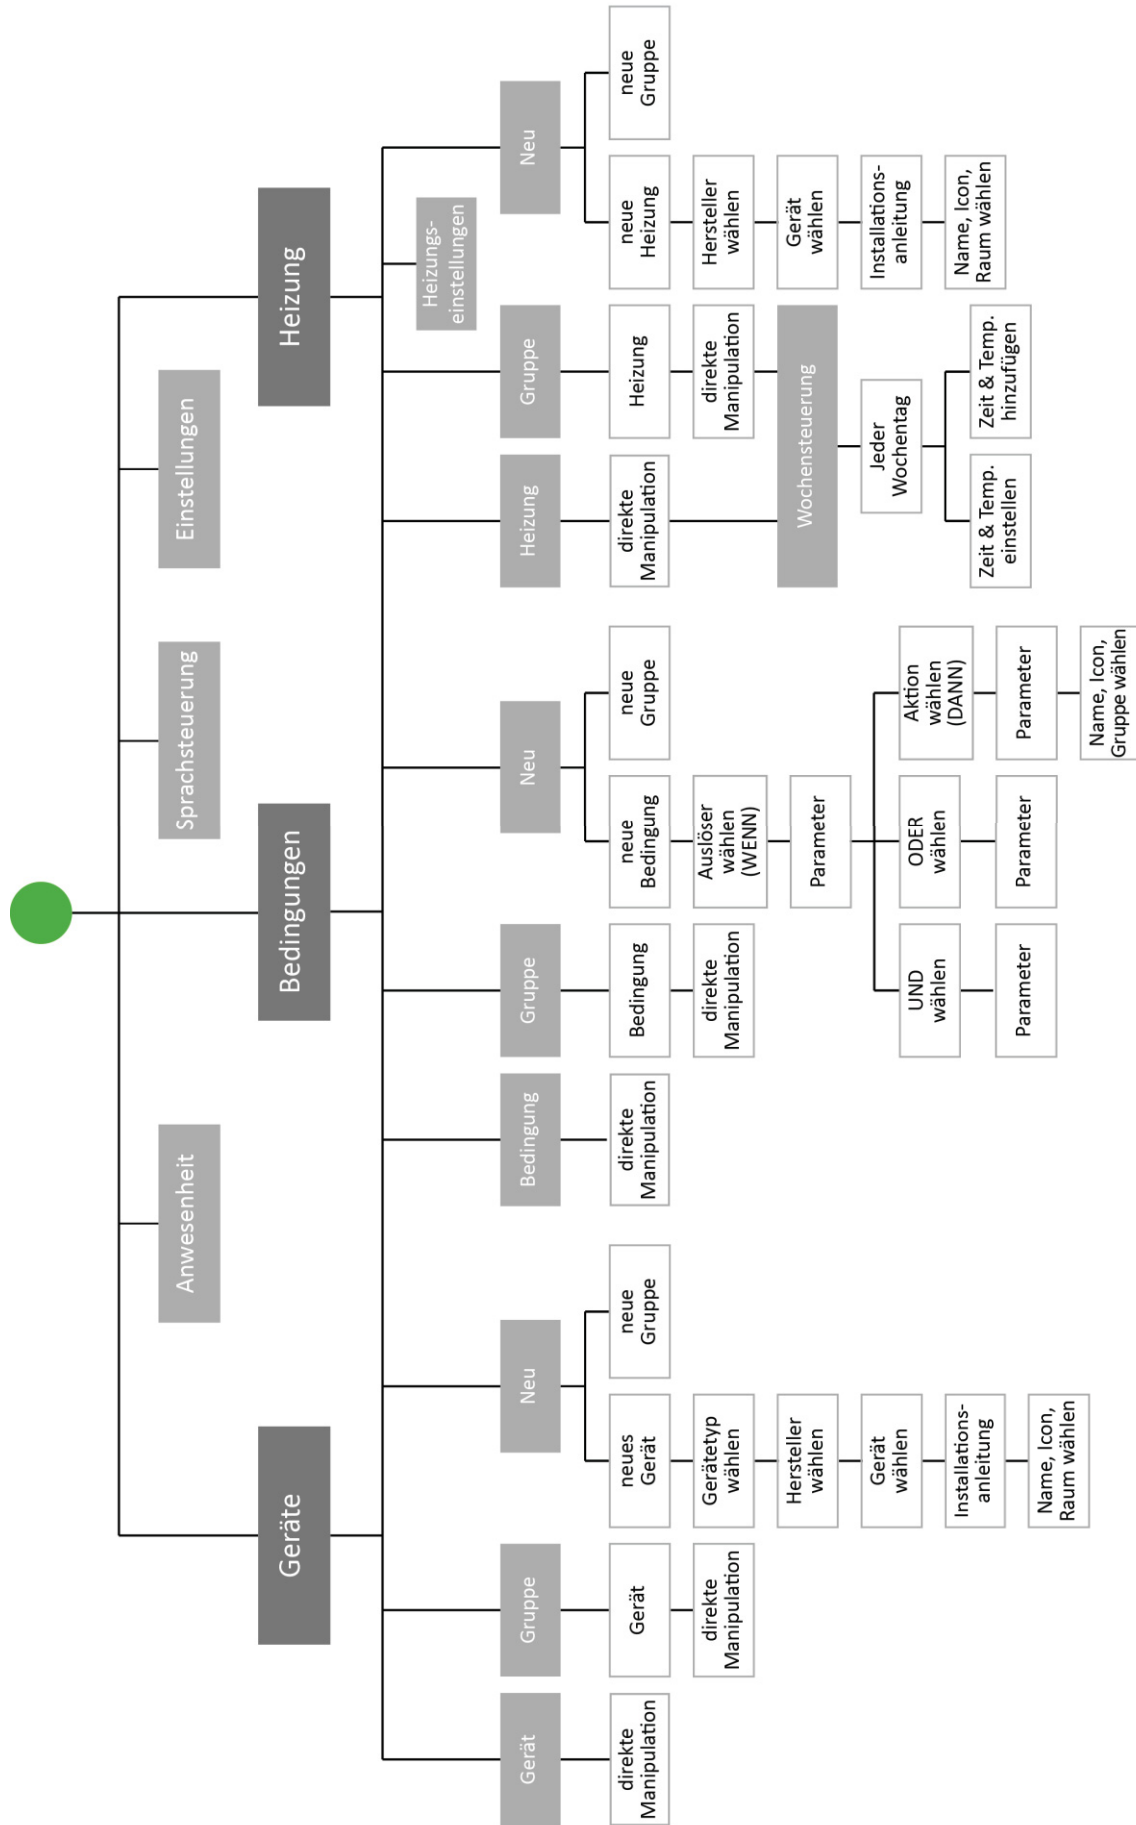 Anwesenheit
Sprachsteuerung
Einstellungen
Geräte
Bedingungen
Heizung
Heizungs-
einstellungen
Gerät
Gruppe
Neu
Bedingung
Gruppe
Neu
Heizung
Gruppe
Neu
direkte
Manipulation
Gerät
neues
Gerät
neue
Gruppe
direkte
Manipulation
Bedingung
neue
Bedingung
neue
Gruppe
direkte
Manipulation
Heizung
neue
Heizung
neue
Gruppe
direkte
Manipulation
Gerätetyp
wählen
direkte
Manipulation
Auslöser
wählen
(WENN)
direkte
Manipulation
Hersteller
wählen
Hersteller
wählen
Parameter
Wochensteuerung
Gerät
wählen
Gerät
wählen
UND
wählen
ODER
wählen
Aktion
wählen
(DANN)
Jeder
Wochentag
Installations-
anleitung
Installations-
anleitung
Parameter
Parameter
Parameter
Zeit & Temp.
einstellen
Zeit & Temp.
hinzufügen
Name, Icon,
Raum wählen
Name, Icon,
Raum wählen
Name, Icon,
Gruppe wählen